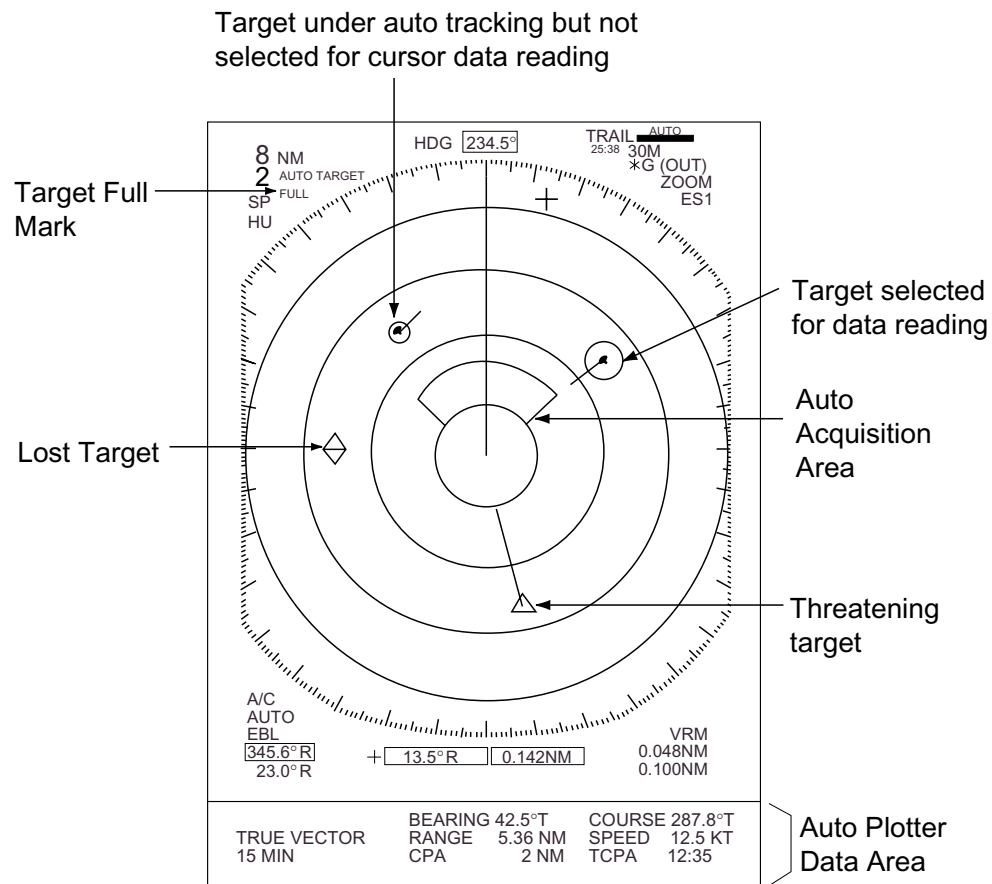 Target under auto tracking but not
selected for cursor data reading
8 NM
2 AUTO TARGET
FULL
SP
HU
HDG 234.5°
TRAIL AUTO
25:38 30M
*G (OUT)
ZOOM
ES1
Target Full
Mark
Target selected
for data reading
Auto
Acquisition
Area
Lost Target
Threatening
target
A/C
AUTO
EBL
345.6° R
23.0° R
+ 13.5° R 0.142NM
VRM
0.048NM
0.100NM
TRUE VECTOR
15 MIN
BEARING 42.5°T
RANGE 5.36 NM
CPA 2 NM
COURSE 287.8°T
SPEED 12.5 KT
TCPA 12:35
Auto Plotter
Data Area